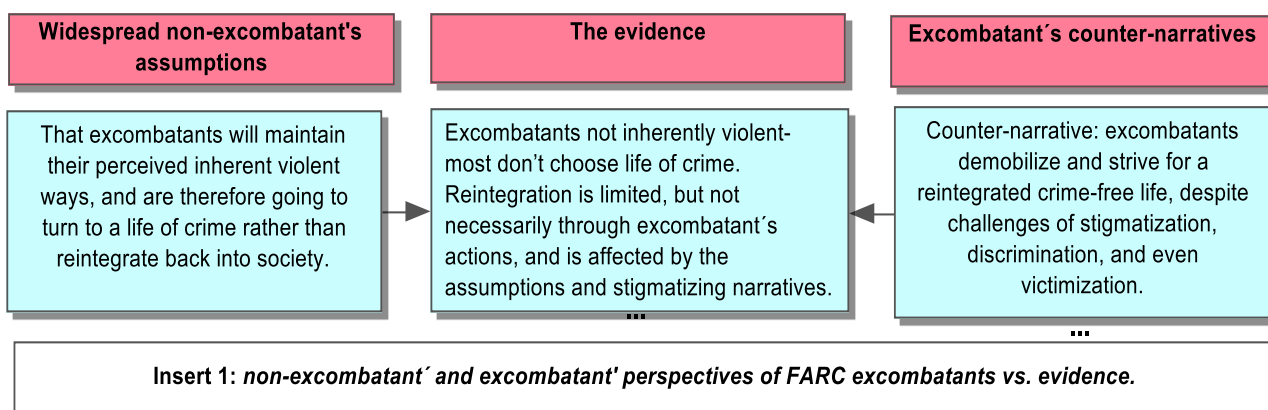 Widespread non-excombatant's
assumptions
That excombatants will maintain
their perceived inherent violent
ways, and are therefore going to
turn to a life of crime rather than
reintegrate back into society.
The evidence
Excombatants not inherently violent-
most don’t choose life of crime.
Reintegration is limited, but not
necessarily through excombatant´s
actions, and is affected by the
assumptions and stigmatizing narratives.
...
Excombatant´s counter-narratives
Counter-narrative: excombatants
demobilize and strive for a
reintegrated crime-free life, despite
challenges of stigmatization,
discrimination, and even
victimization.
...
Insert 1: non-excombatant´ and excombatant' perspectives of FARC excombatants vs. evidence.